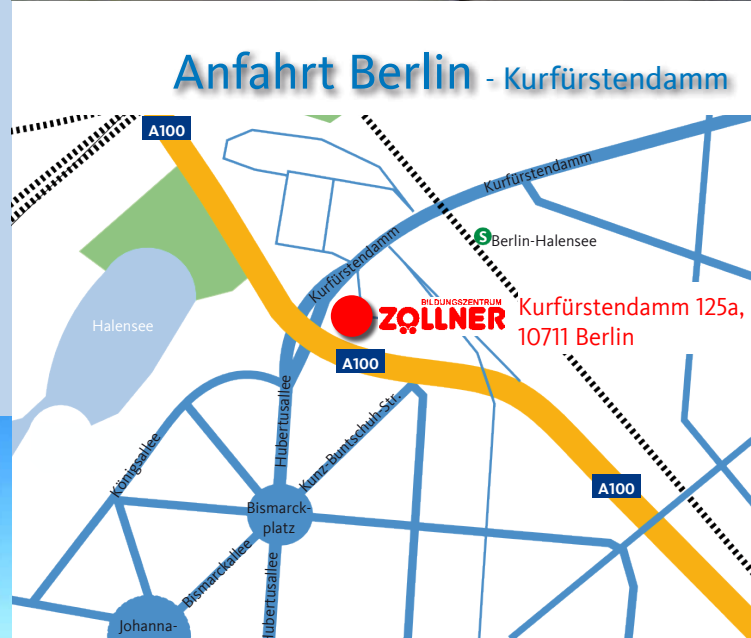 Anfahrt Berlin - Kurfürstendamm
A100
Kurfürstendamm
S
Berlin-Halensee
Kurfürstendamm
BILDUNGSZENTRUM
ZOLLNER
Kurfürstendamm 125a,
10711 Berlin
Halensee
A100
Hubertusallee
Kunz-Buntschuh-Str.
Königsallee
A100
Bismarck-
platz
Bismarckallee
Hubertusallee
Johanna-